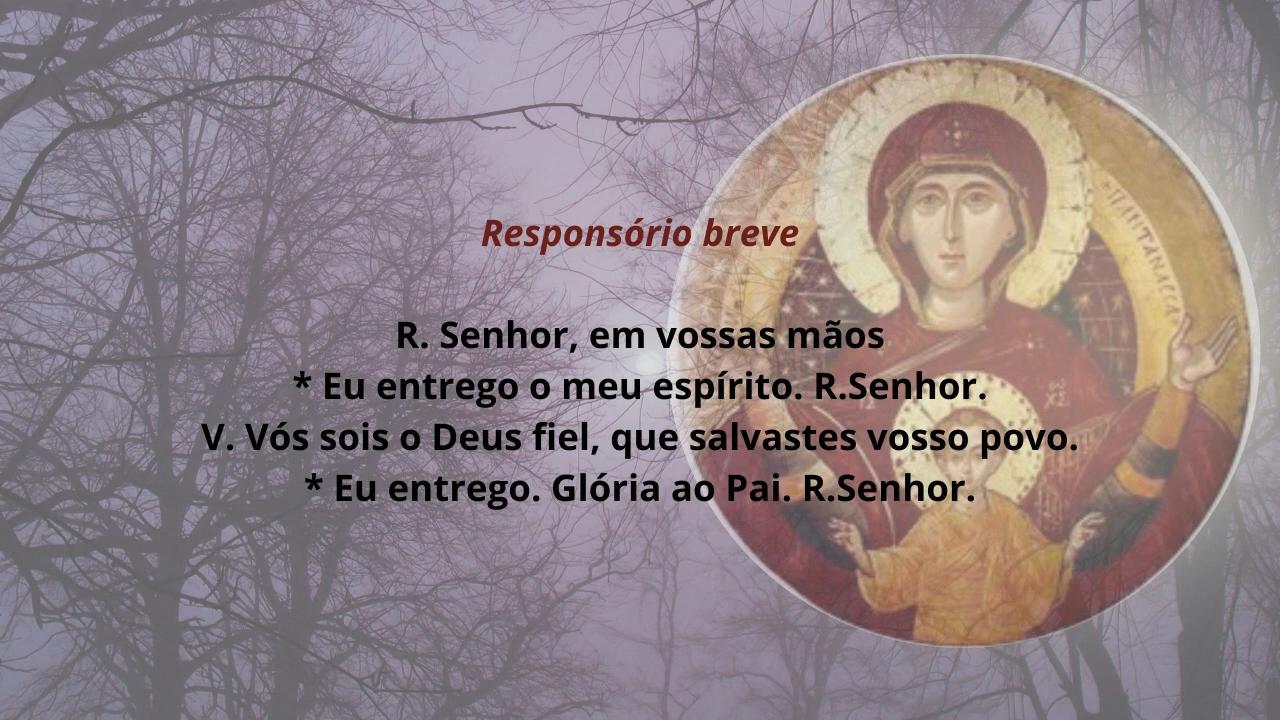 Responsório breve
R. Senhor, em vossas mãos
* Eu entrego o meu espírito. R.Senhor.
V. Vós sois o Deus fiel, que salvastes vosso povo.
* Eu entrego. Glória ao Pai. R.Senhor.